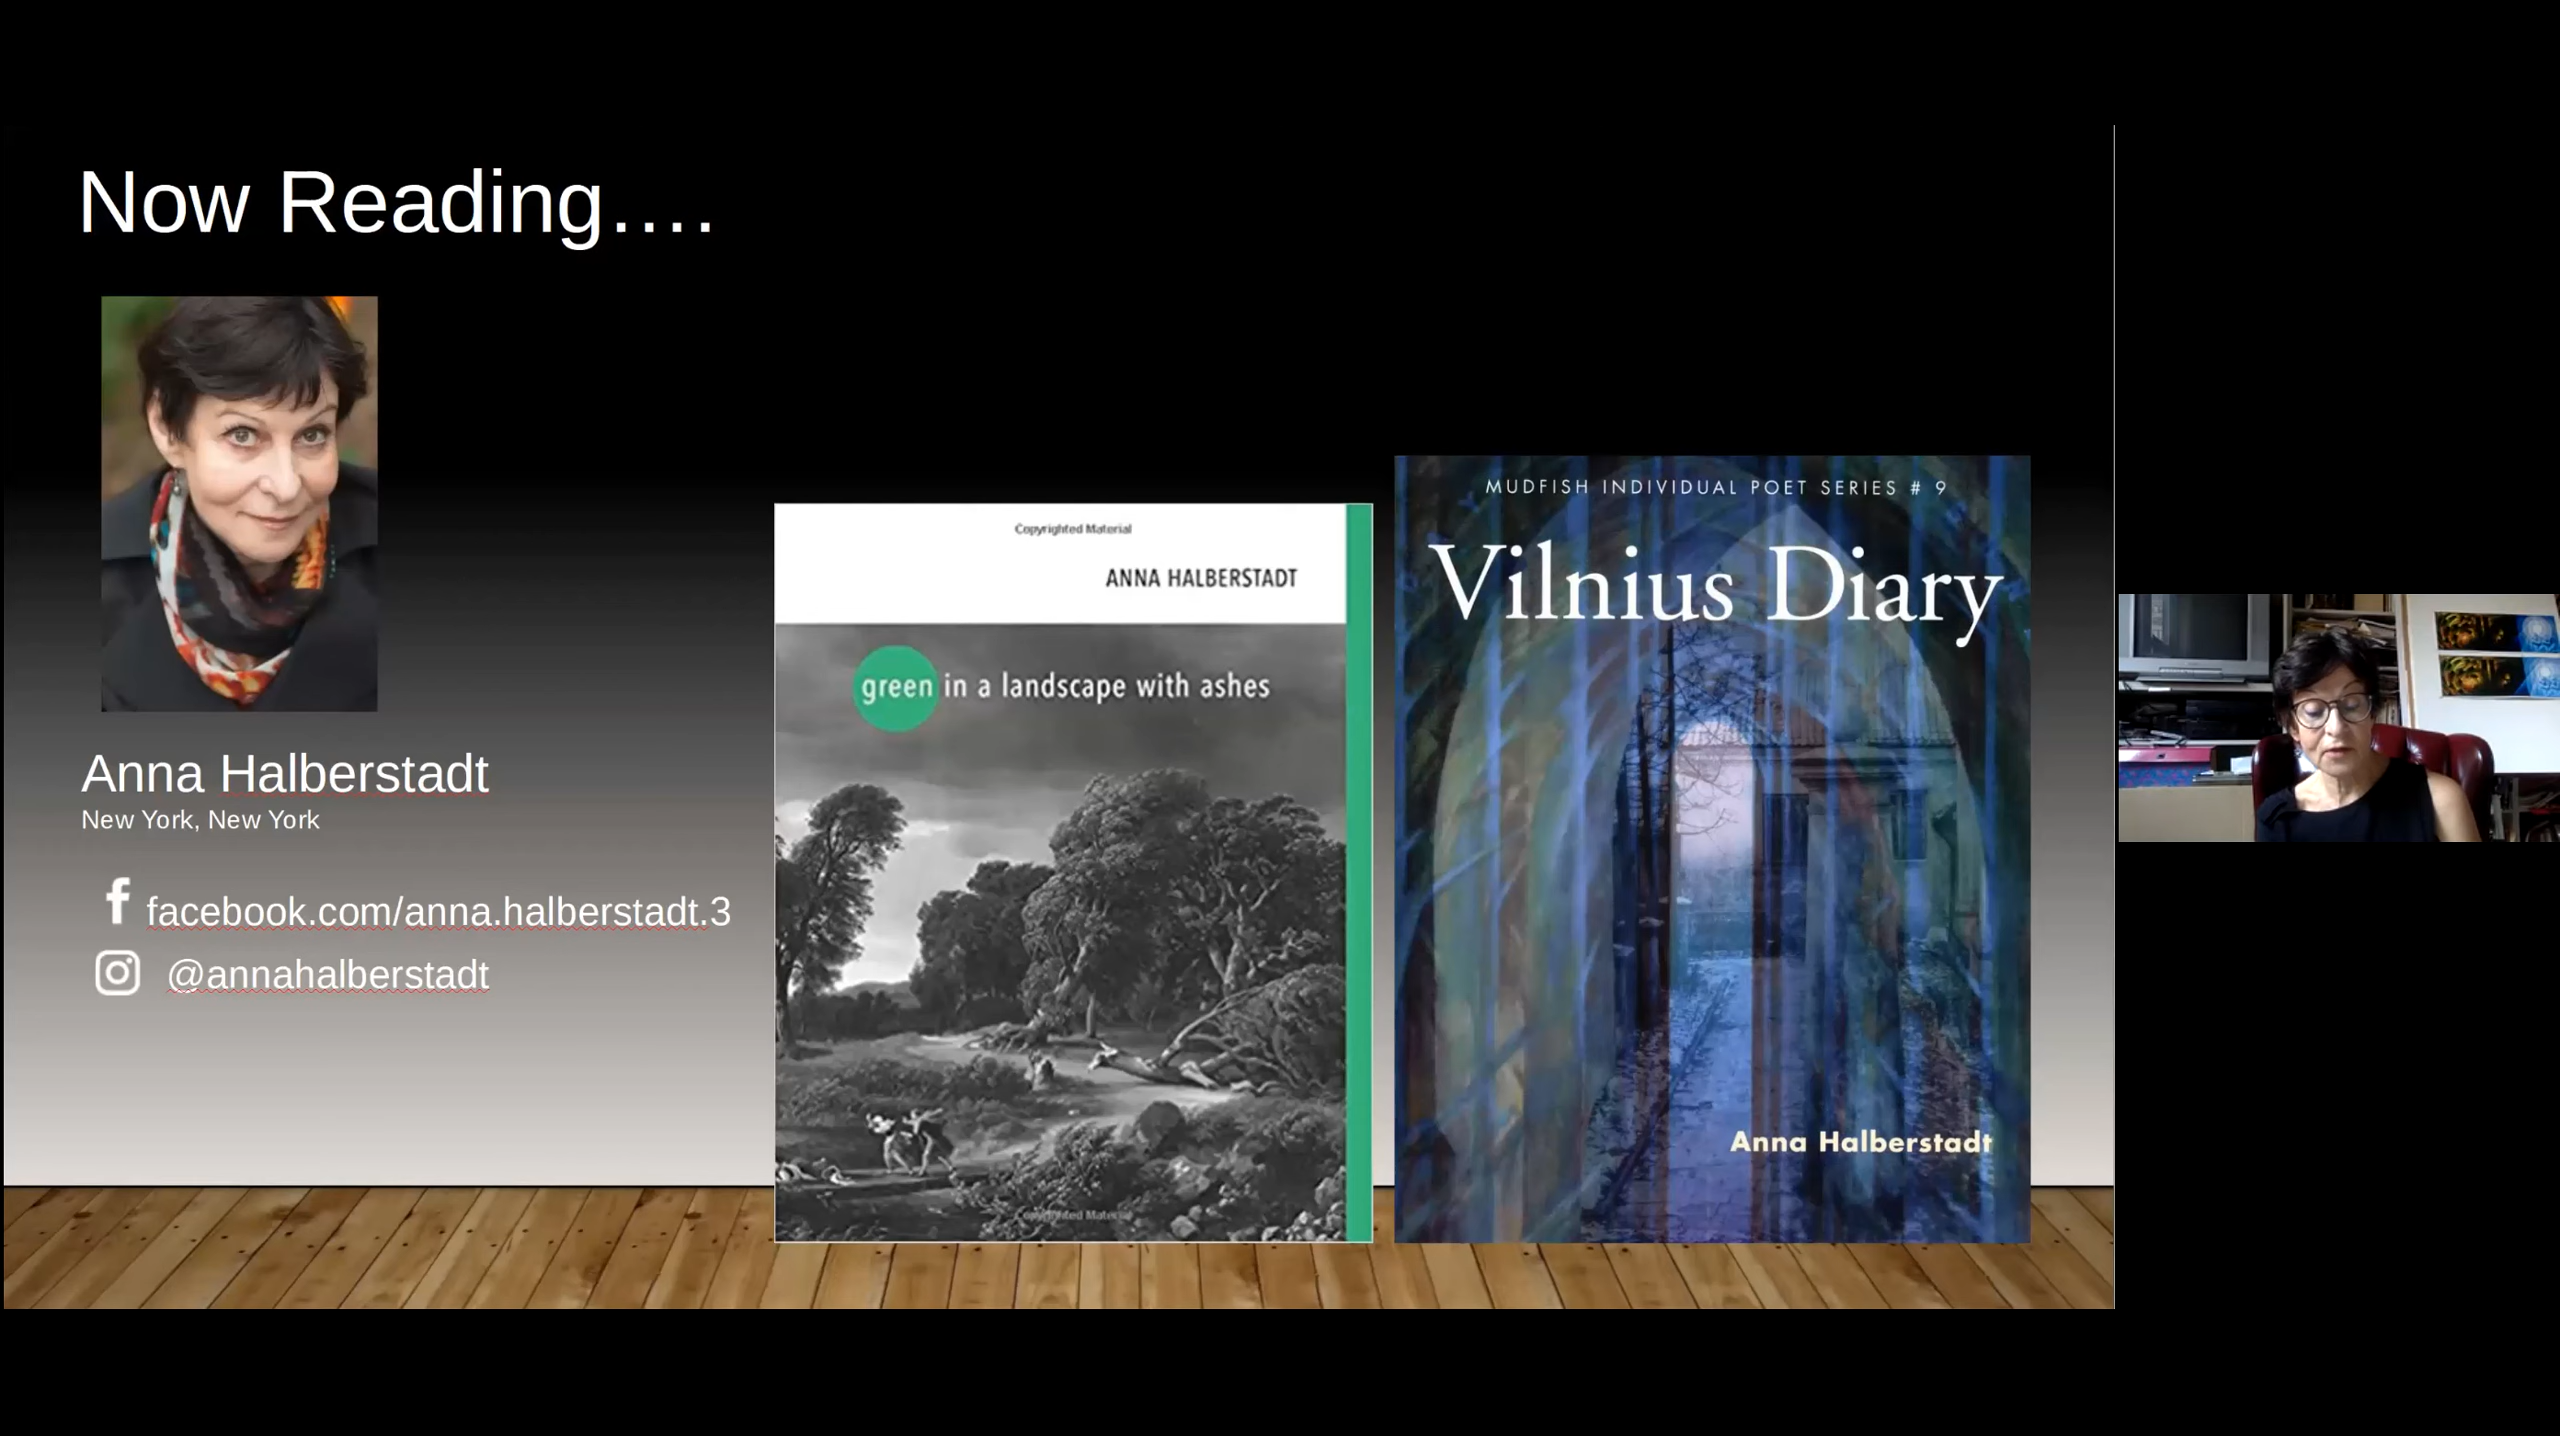 Now Reading....
Anna Halberstadt
New York, New York
facebook.com/anna.halberstadt.3
@annahalberstadt
Copyrighted Material
ANNA HALBERSTADT
green in a landscape with ashes
Copyrighted Material
MUDFISH INDIVIDUAL POET SERIES # 9
Vilnius Diary
Anna Halberstadt